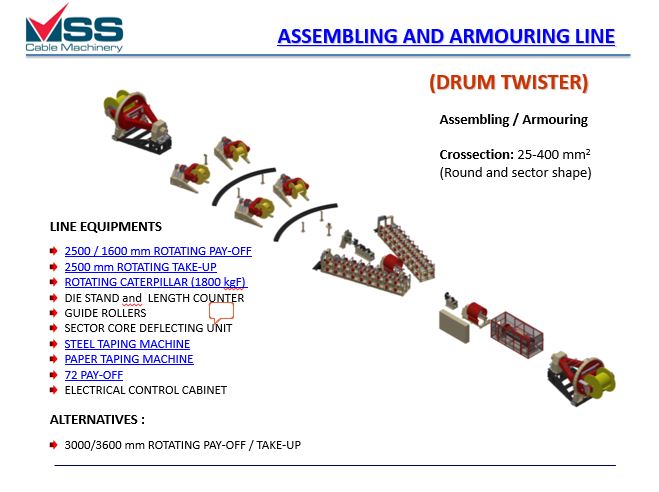 MSS
Cable Machinery
ASSEMBLING AND ARMOURING LINE
(DRUM TWISTER)
Assembling / Armouring
Crossection: 25-400 mm²
(Round and sector shape)
LINE EQUIPMENTS
2500 / 1600 mm ROTATING PAY-OFF
2500 mm ROTATING TAKE-UP
ROTATING CATERPILLAR (1800 kgF)
DIE STAND and LENGTH COUNTER
GUIDE ROLLERS
SECTOR CORE DEFLECTING UNIT
STEEL TAPING MACHINE
PAPER TAPING MACHINE
72 PAY-OFF
ELECTRICAL CONTROL CABINET
ALTERNATIVES :
3000/3600 mm ROTATING PAY-OFF / TAKE-UP